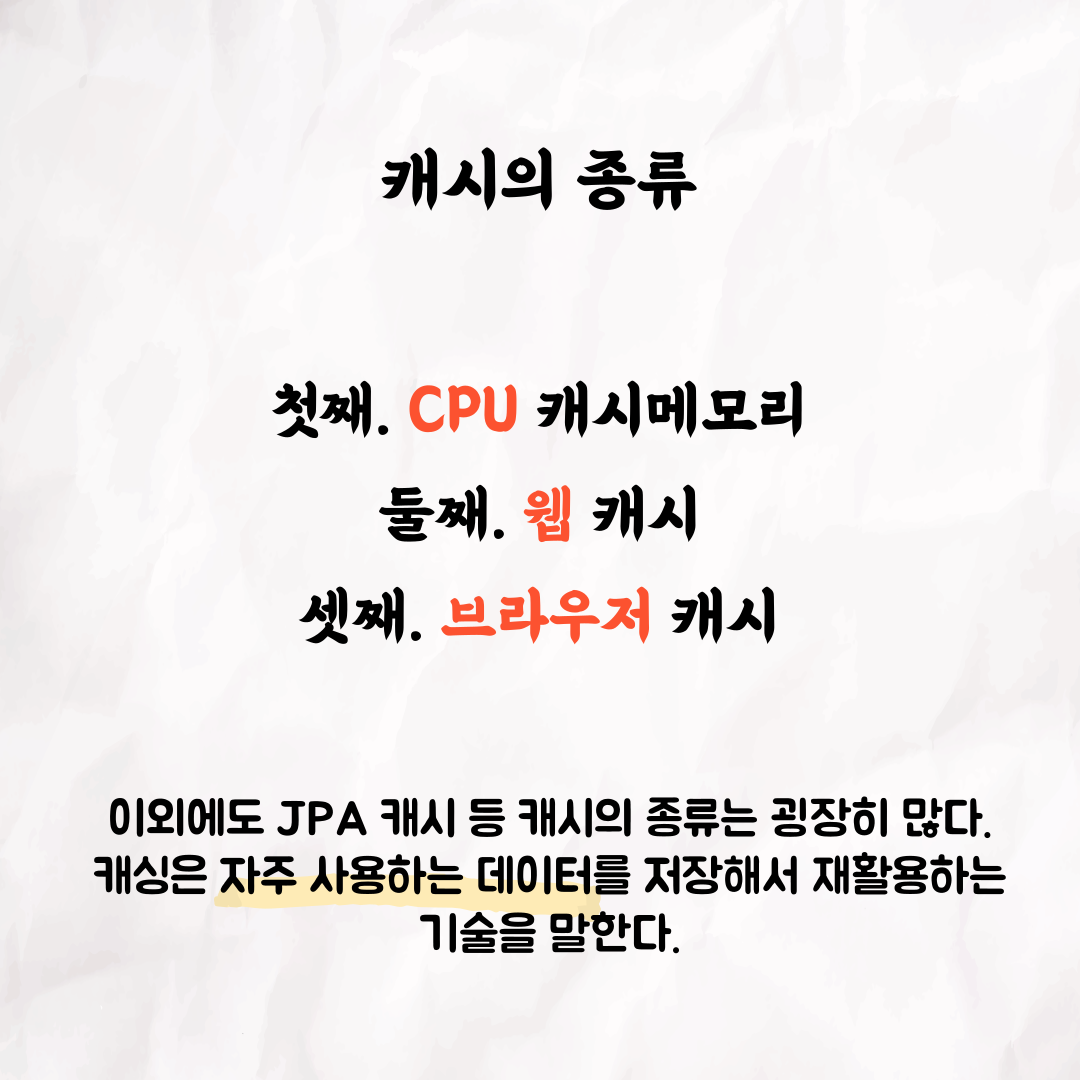 캐시의 종류
첫째. CPU 캐시메모리
둘째. 웹 캐시
셋째. 브라우저 캐시
이외에도 JPA 캐시 등 캐시의 종류는 굉장히 많다.
캐싱은 자주 사용하는 데이터를 저장해서 재활용하는
기술을 말한다.